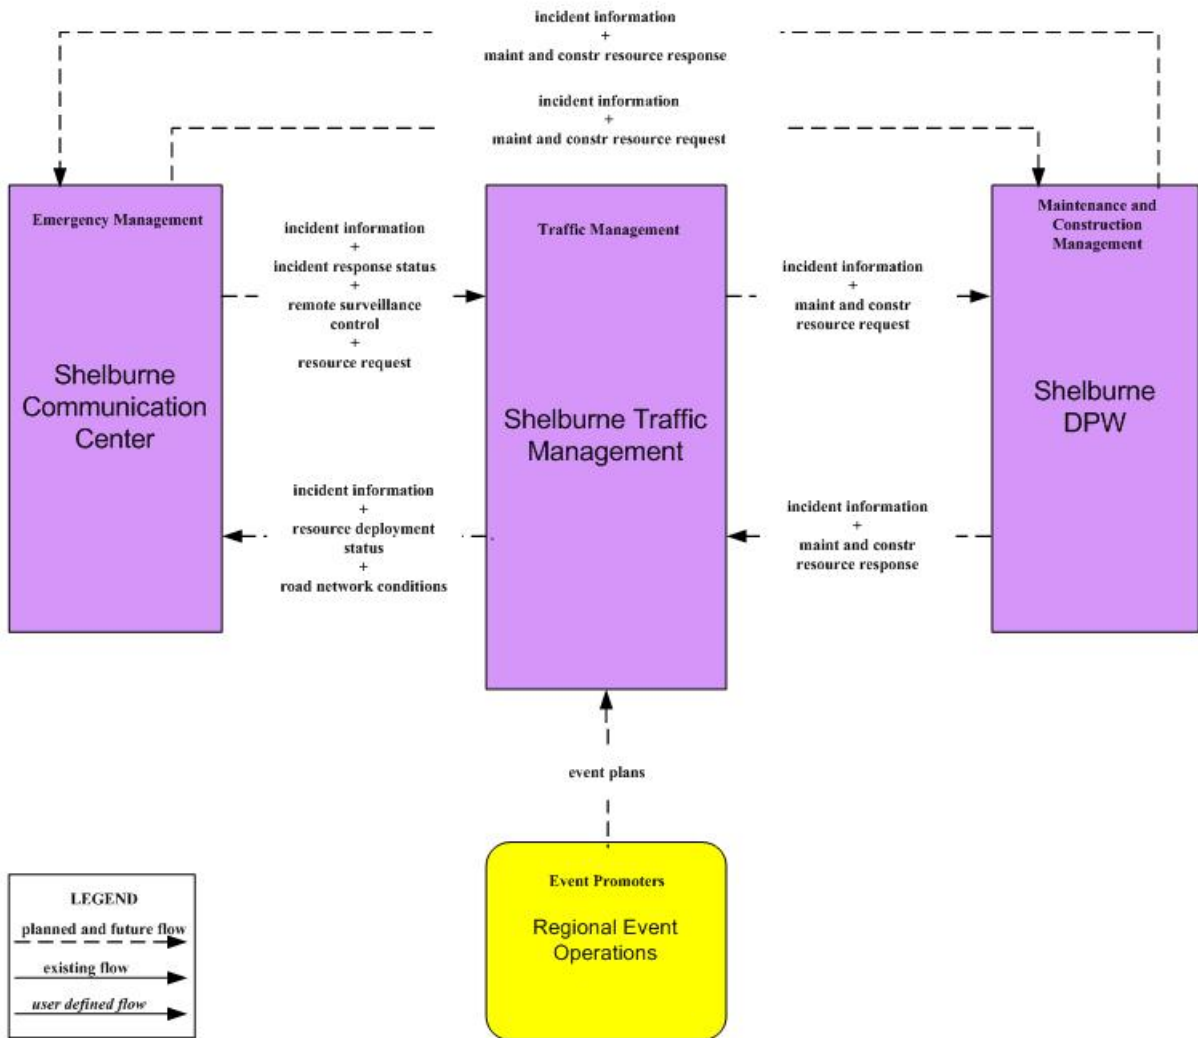 incident information
+
maint and constr resource response
incident information
+
maint and constr resource request
Emergency Management
Shelburne
Communication
Center
incident information
+
incident response status
+
remote surveillance
control
+
resource request
incident information
+
resource deployment
status
+
road network conditions
Traffic Management
Shelburne Traffic
Management
incident information
+
maint and constr
resource request
incident information
+
maint and constr
resource response
Maintenance and
Construction
Management
Shelburne
DPW
event plans
Event Promoters
Regional Event
Operations
LEGEND
planned and future flow
existing flow
user defined flow